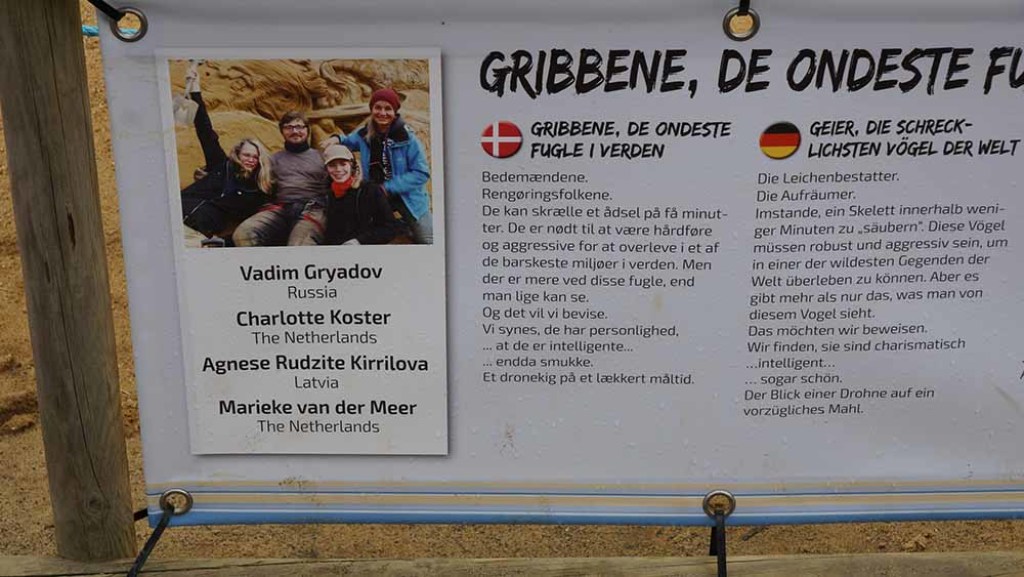 GRIBBENE, DE ONDESTE FU
Vadim Gryadov
Russia
Charlotte Koster
The Netherlands
Agnese Rudzite Kirrilova
Latvia
Marieke van der Meer
The Netherlands
GRIBBENE, DE ONDESTE
FUGLE I VERDEN
Bedemændene.
Rengøringsfolkene.
De kan skrælle et ådsel på få minut-
ter. De er nødt til at være hårdføre
og aggressive for at overleve i et af
de barskeste miljøer i verden. Men
der er mere ved disse fugle, end
man lige kan se.
Og det vil vi bevise.
Vi synes, de har personlighed,
... at de er intelligente...
... endda smukke.
Et dronekig på et lækkert måltid.
GEIER, DIE SCHRECK-
LICHSTEN VÖGEL DER WELT
Die Leichenbestatter.
Die Aufräumer.
Imstande, ein Skelett innerhalb weni-
ger Minuten zu „säubern“. Diese Vögel
müssen robust und aggressiv sein, um
in einer der wildesten Gegenden der
Welt überleben zu können. Aber es
gibt mehr als nur das, was man von
diesem Vogel sieht.
Das möchten wir beweisen.
Wir finden, sie sind charismatisch
...intelligent...
... sogar schön.
Der Blick einer Drohne auf ein
vorzügliches Mahl.